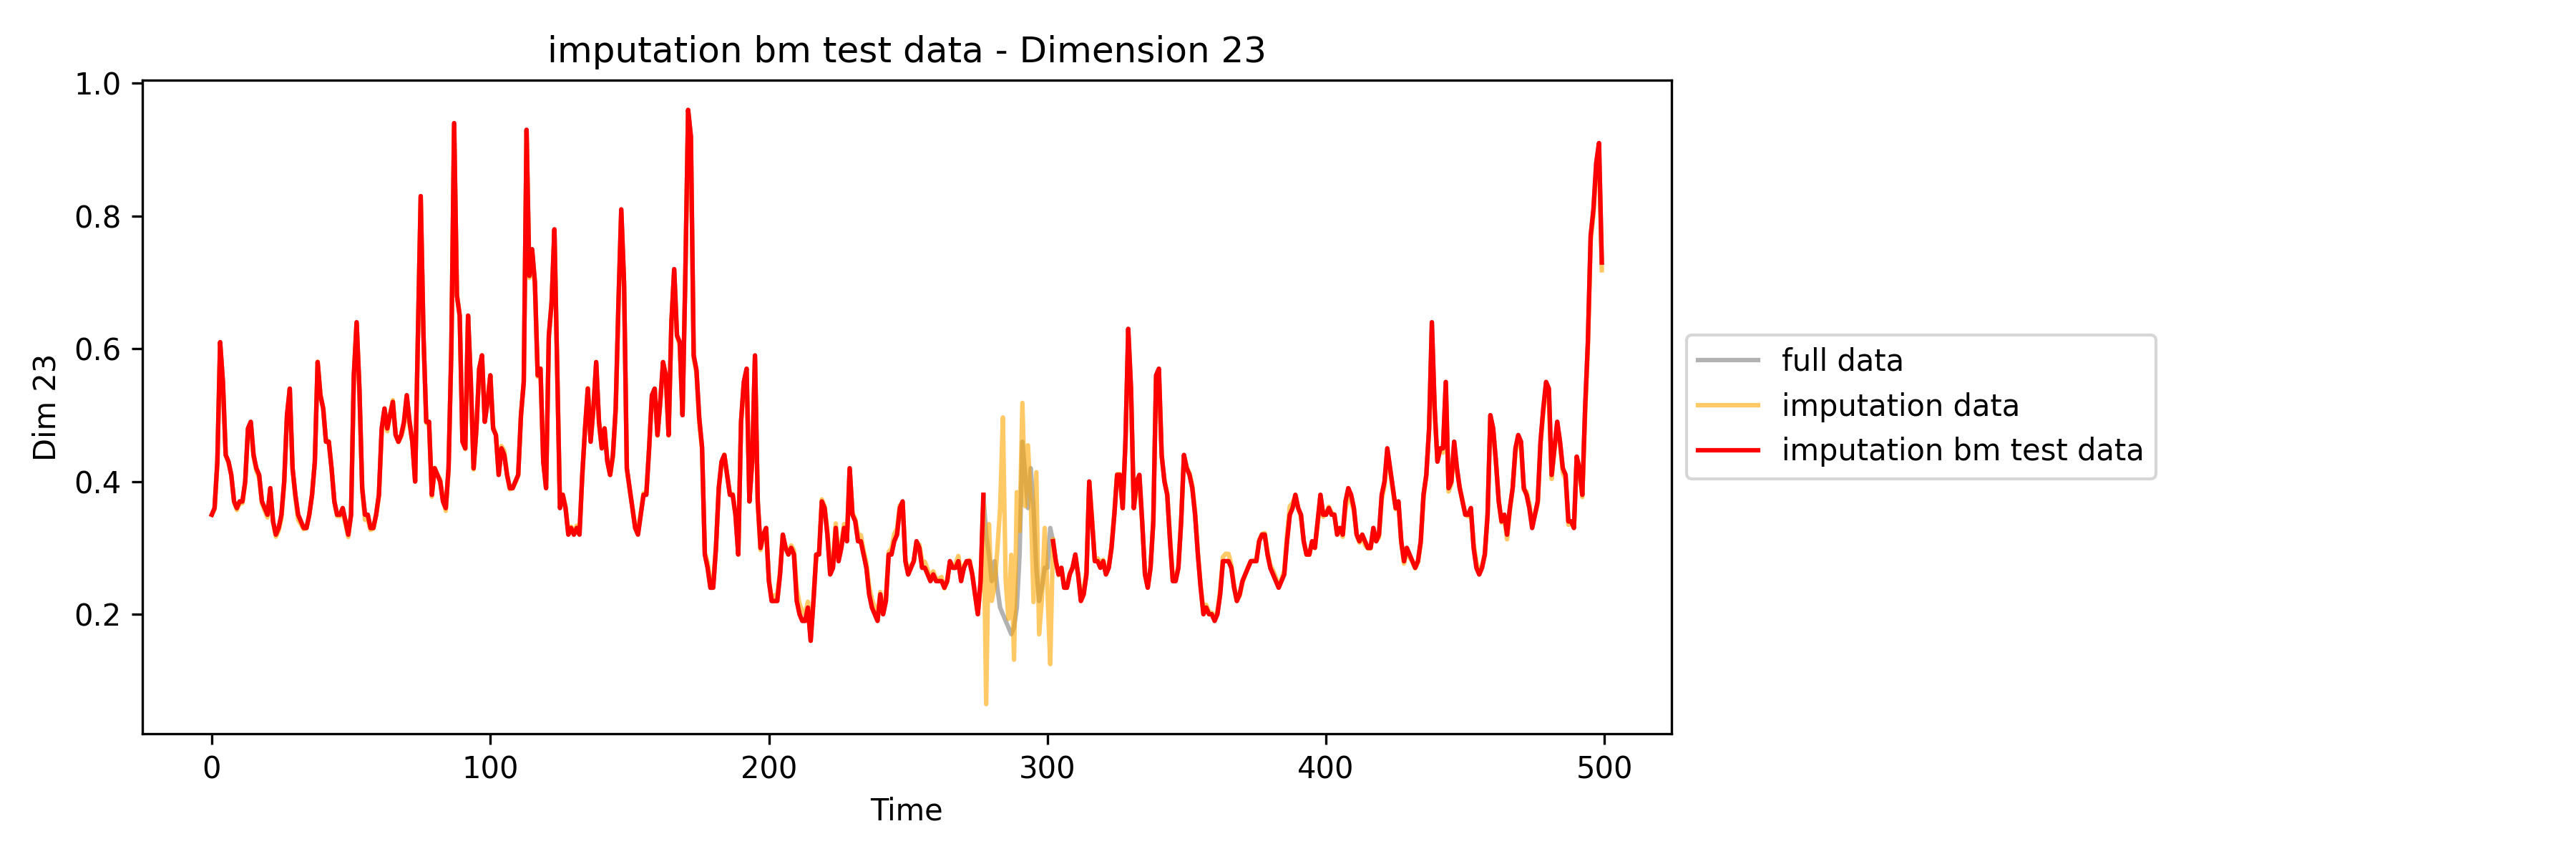 imputation bm test data - Dimension 23
1.0
0.8
0.6
0.4
0.2
Dim 23
0
100
200
300
400
500
Time
full data
imputation data
imputation bm test data